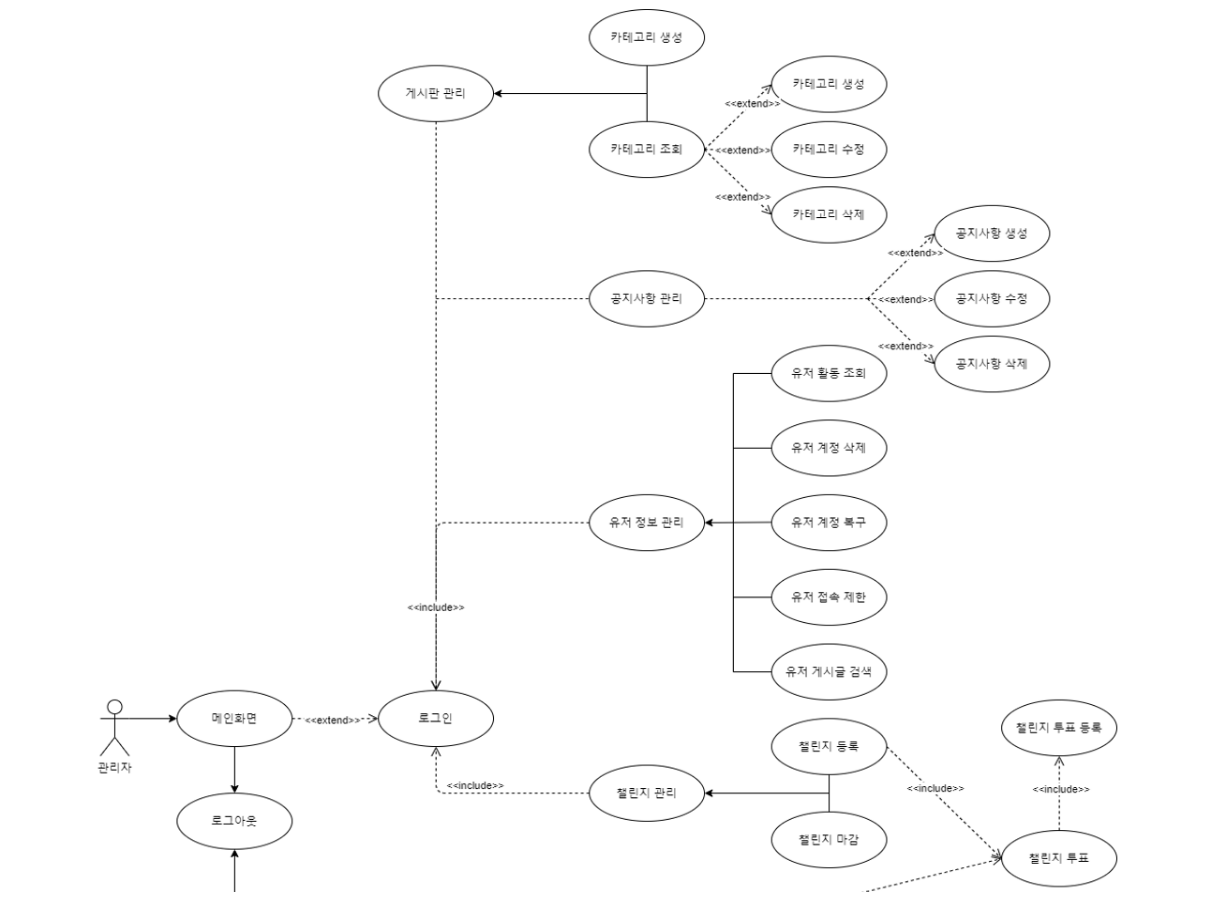 카테고리 생성
게시판 관리
카테고리 생성
<<extend>>
카테고리 조회
<<extend>>
카테고리 수정
<<extend>>
카테고리 삭제
공지사항 생성
<<extend>>
공지사항 관리
<<extend>>
공지사항 수정
<<extend>>
공지사항 삭제
유저 활동 조회
유저 계정 삭제
유저 정보 관리
유저 계정 복구
유저 접속 제한
<<include>>
유저 게시글 검색
메인화면
<<extend>>
로그인
챌린지 투표 등록
관리자
챌린지 등록
<<include>>
챌린지 관리
<<include>>
<<include>>
로그아웃
챌린지 마감
챌린지 투표